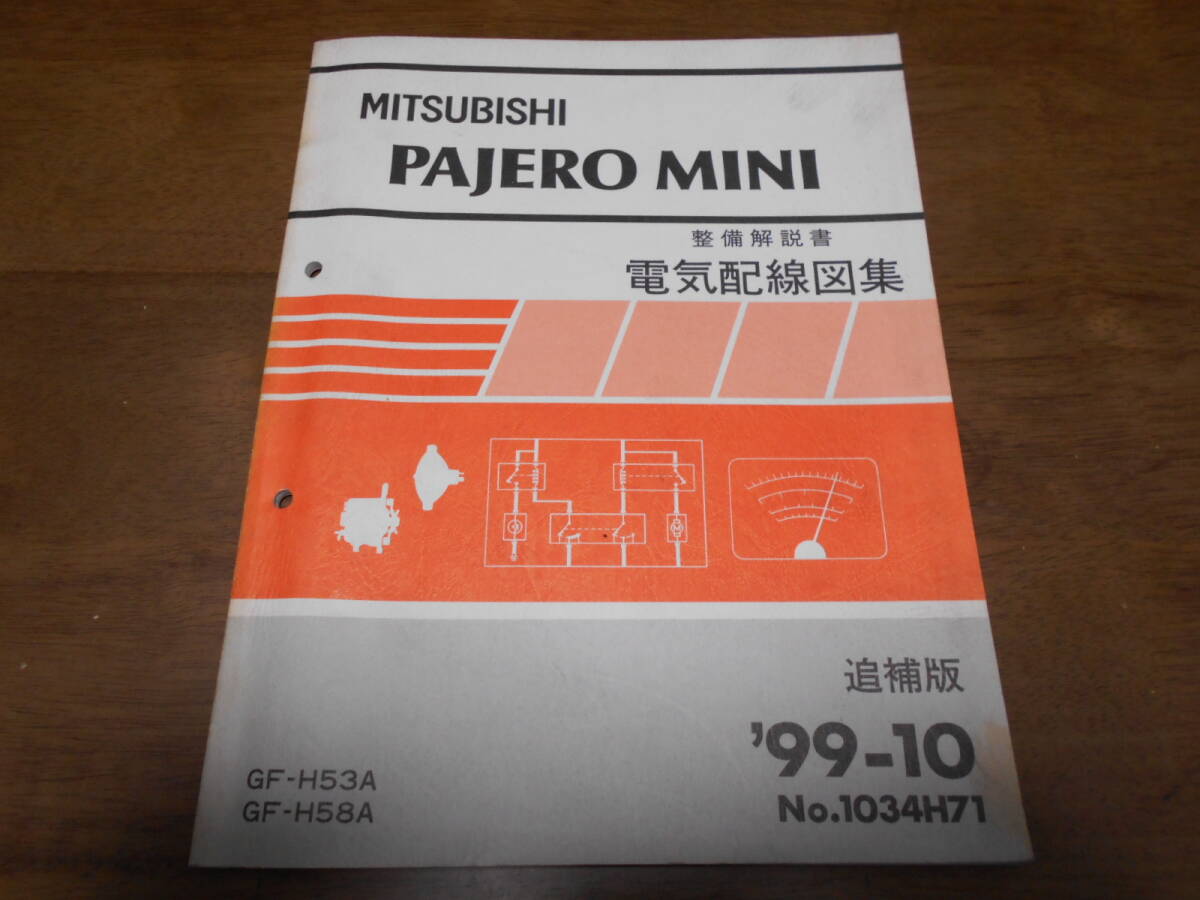 MITSUBISHI
PAJERO MINI
整備解説書
電気配線図集
M
追補版
'99-10
No.1034H71
GF-H53A
GF-H58A